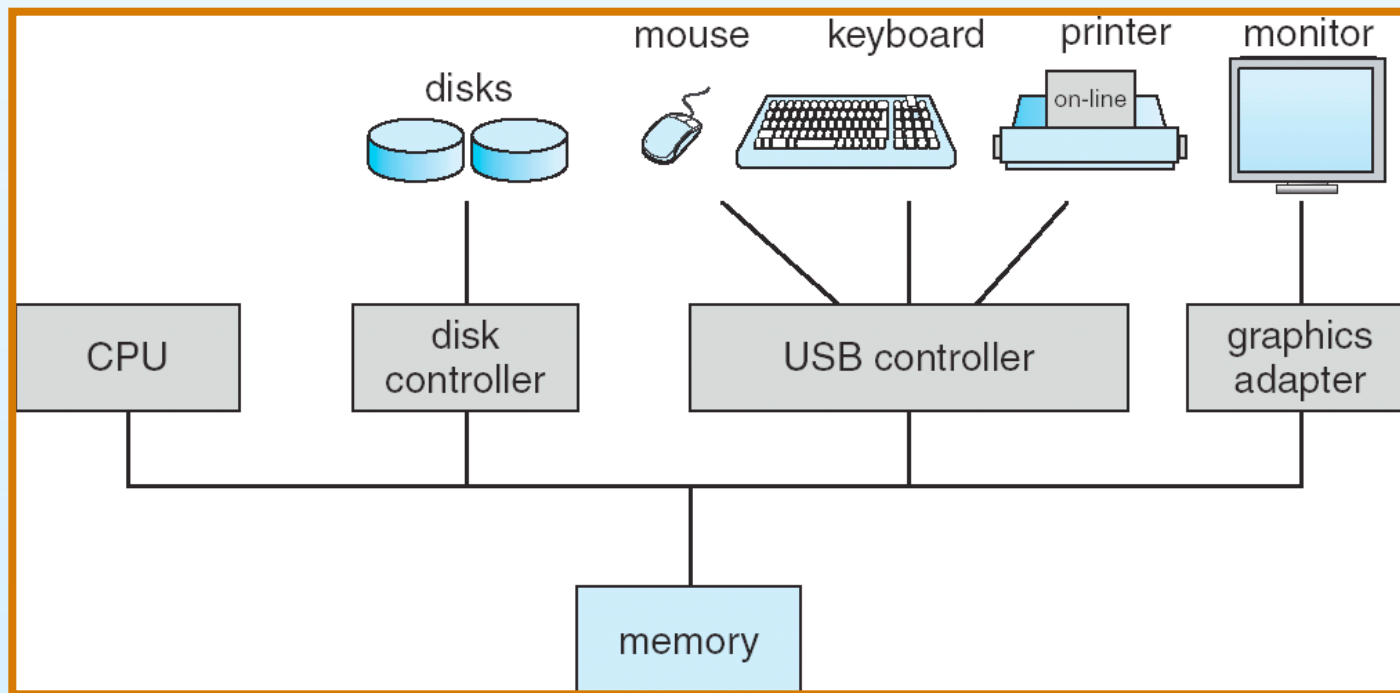 mouse
keyboard
printer
monitor
disks
on-line
CPU
disk
controller
USB controller
graphics
adapter
memory